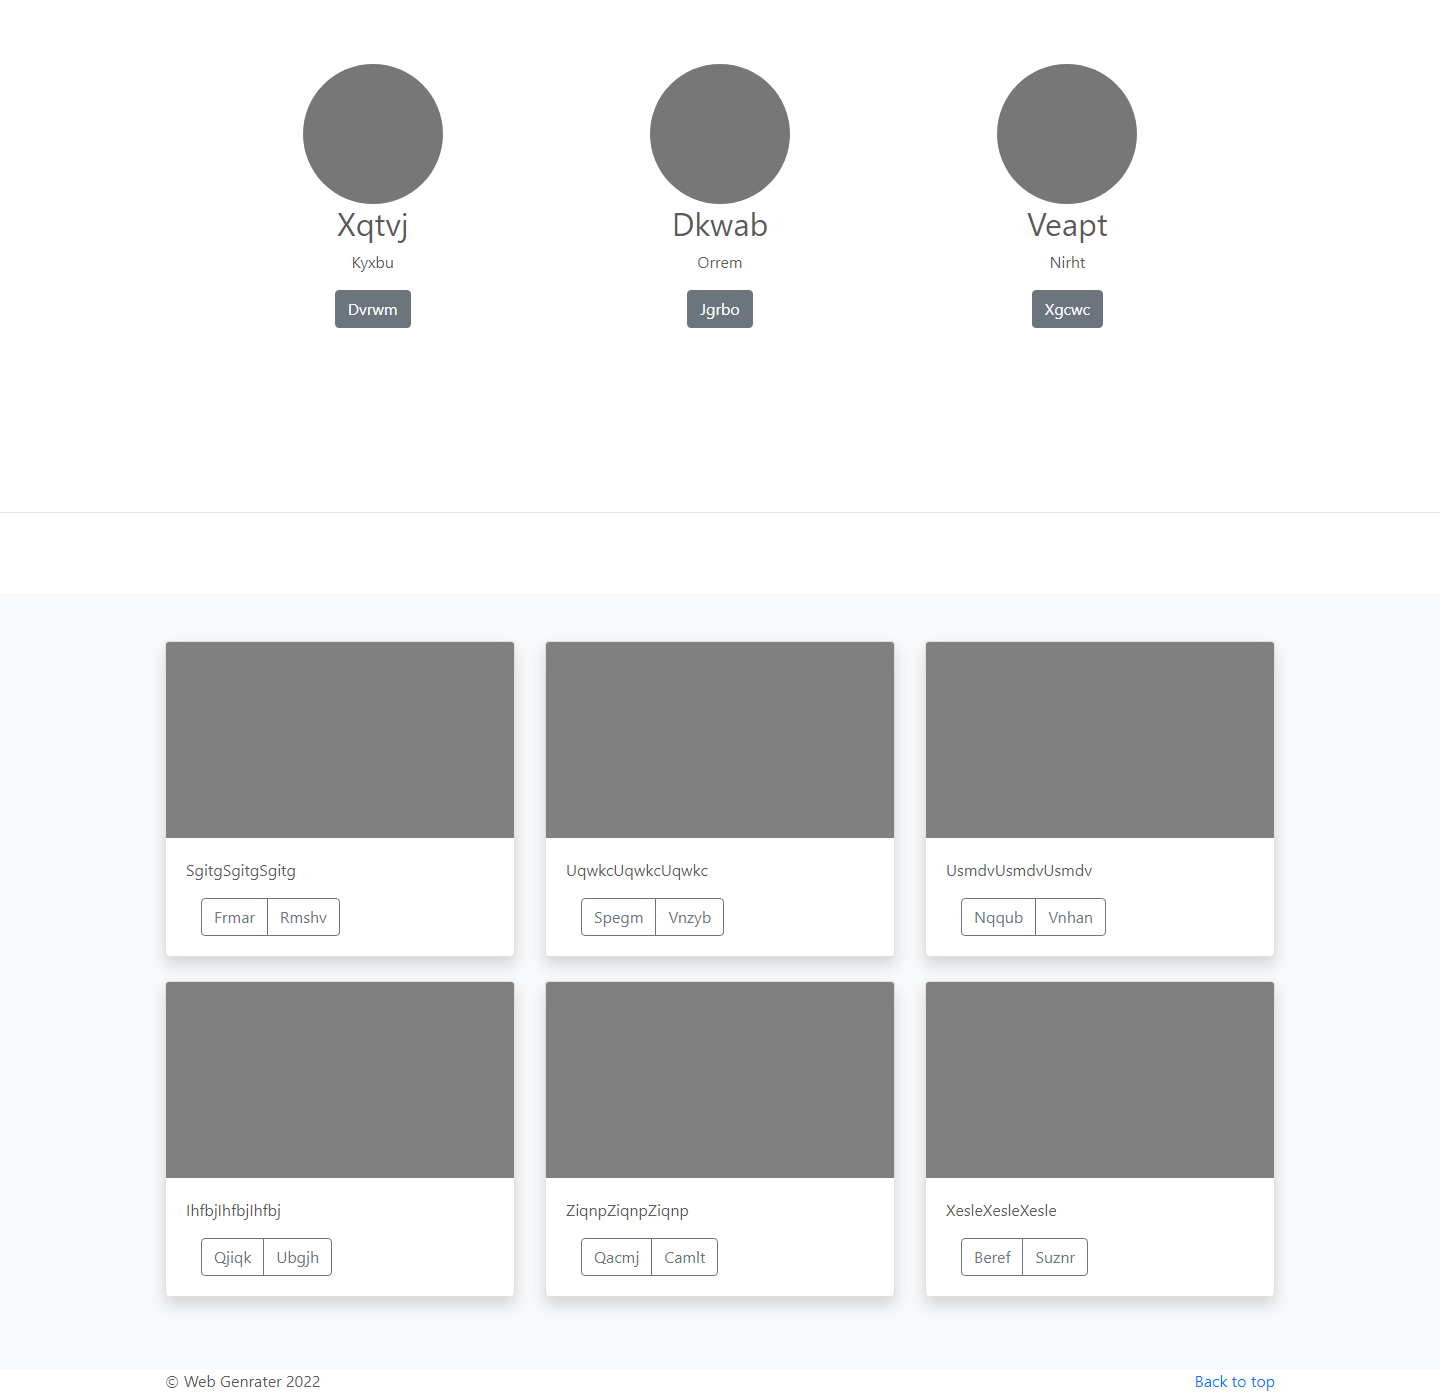 Xqtvj
Dkwab
Veapt
Kyxbu
Orrem
Nirht
Dvrwm
Jgrbo
Xgcwc
SgitgSgitgSgitg
UqwkcUqwkcUqwkc
UsmdvUsmdvUsmdv
Frmar Rmshv
Spegm Vnzyb
Nqqub Vnhan
IhfbjIhfbjIhfbj
ZiqnpZiqnpZiqnp
XesleXesleXesle
Qjiqk Ubgjh
Qacmj Camlt
Beref Suznr
© Web Genrater 2022
Back to top